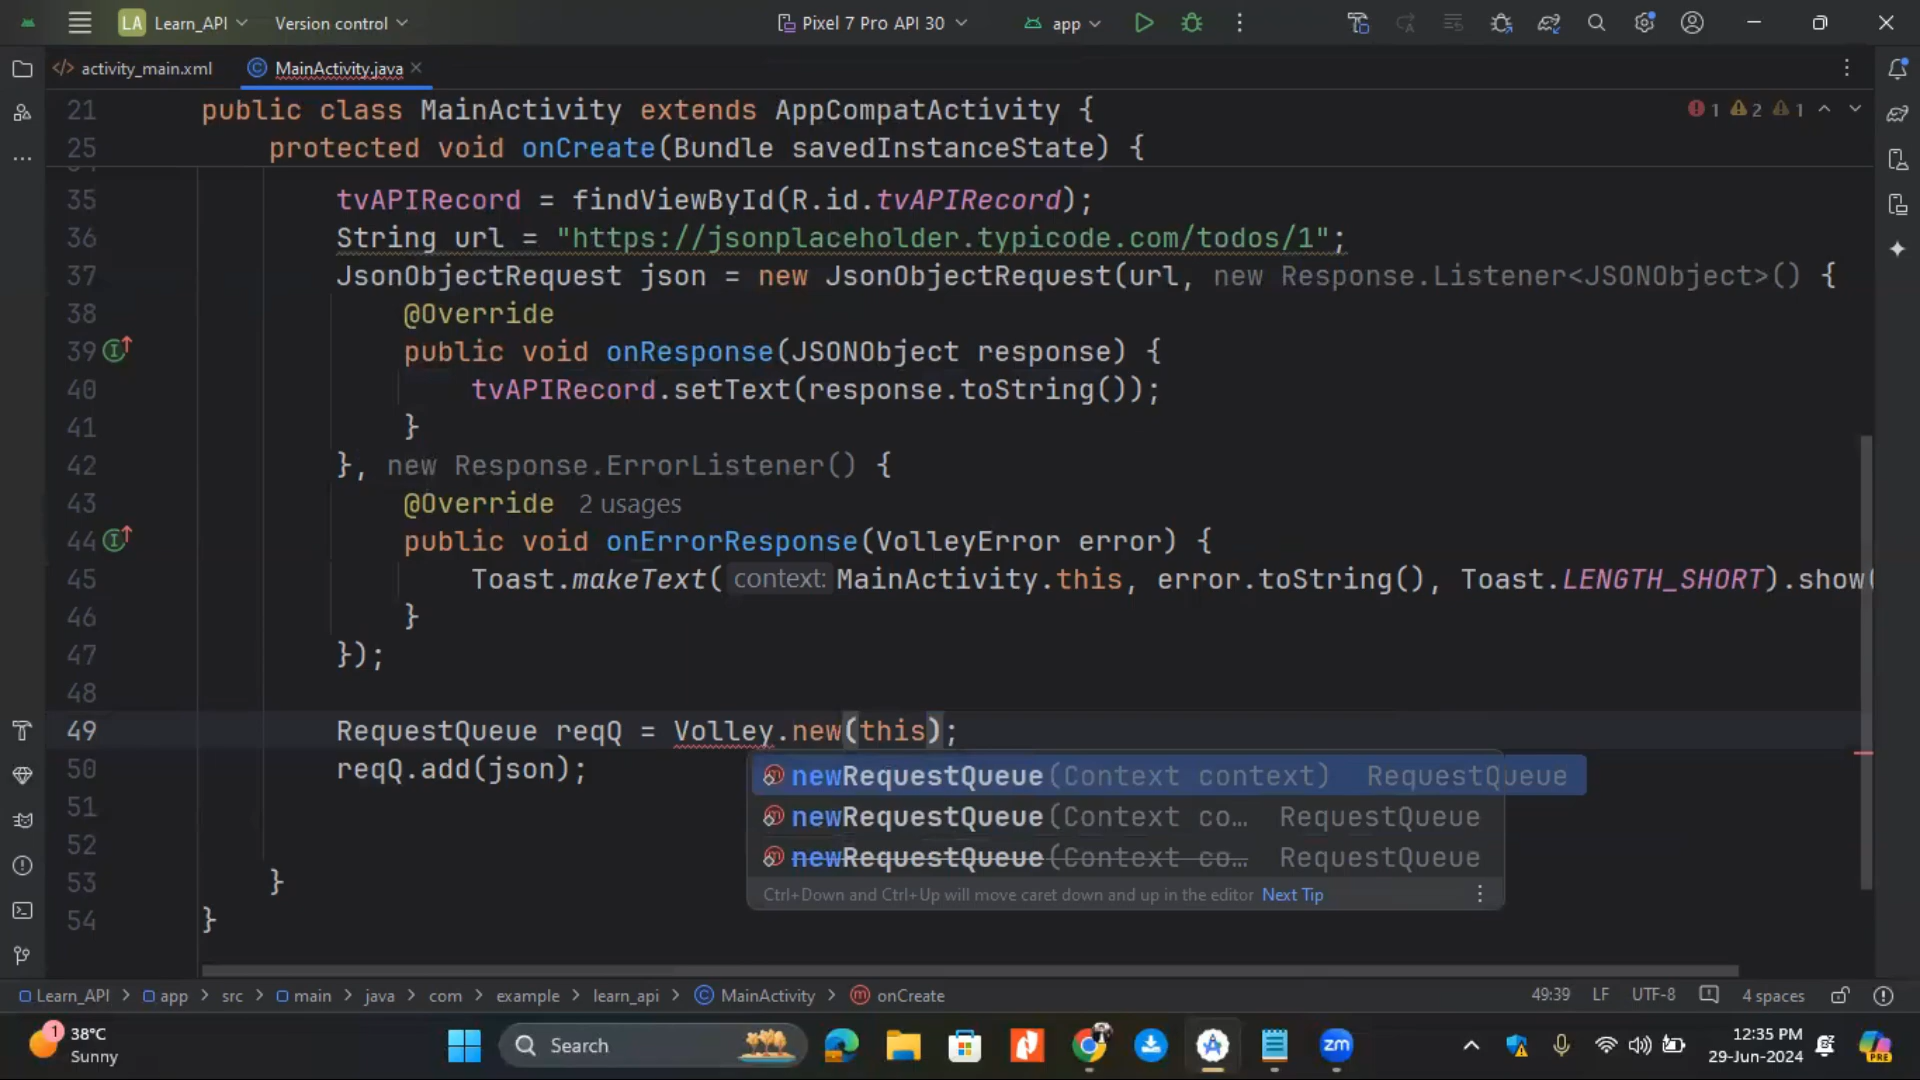 LA Learn_API Version control Pixel 7 Pro API 30 app
activity_main.xml MainActivity.java
21 public class MainActivity extends AppCompatActivity { 1 2 1
25 protected void onCreate(Bundle savedInstanceState) {
35 tvAPIRecord = findViewById(R.id.tvAPIRecord);
36 String url = "https://jsonplaceholder.typicode.com/todos/1";
37 JsonObjectRequest json = new JsonObjectRequest(url, new Response.Listener<JSONObject>() {
38 @Override
39 public void onResponse(JSONObject response) {
40 tvAPIRecord.setText(response.toString());
41 }
42 }, new Response.ErrorListener() {
43 @Override 2 usages
44 public void onErrorResponse(VolleyError error) {
45 Toast.makeText( context: MainActivity.this, error.toString(), Toast.LENGTH_SHORT).show(
46 }
47 });
48
49 RequestQueue reqQ = Volley.new(this);
50 reqQ.add(json);
newRequestQueue(Context context) RequestQueue
51
newRequestQueue(Context co... RequestQueue
52
newRequestQueue(Context co... RequestQueue
53 }
Ctrl+Down and Ctrl+Up will move caret down and up in the editor Next Tip
54 }
Learn_API > app > src > main > java > com > example > learn_api > MainActivity > onCreate 49:39 LF UTF-8 4 spaces
1 38°C
Sunny
Search
zm
PRE
12:35 PM
29-Jun-2024